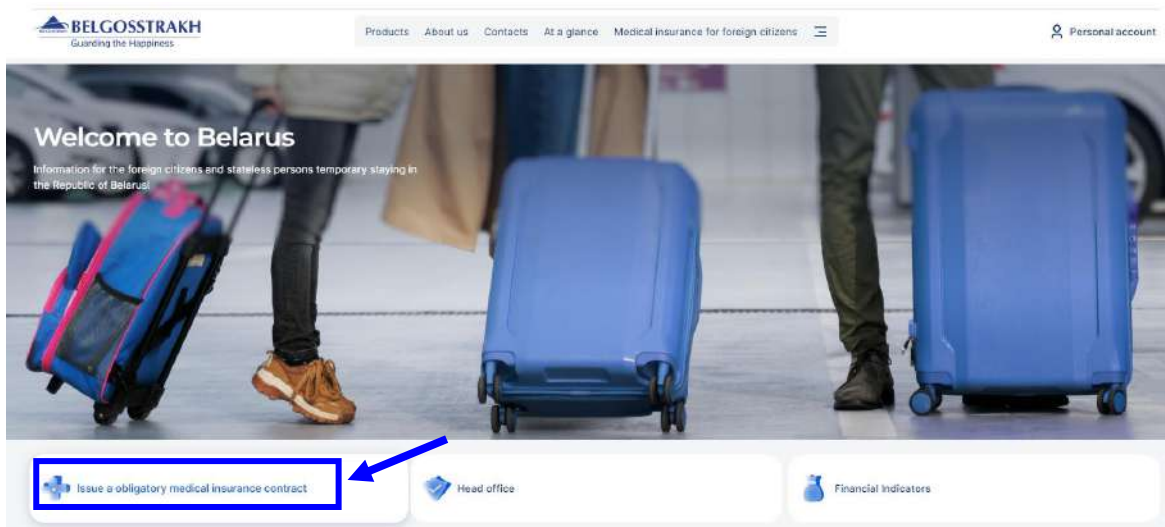 BELGOSSTRAKH
Guarding the Happiness
Products About us Contacts At a glance Medical insurance for foreign citizens
Personal account
Welcome to Belarus
Information for the foreign citizens and stateless persons temporary staying in
the Republic of Belarus!
Issue a obligatory medical insurance contract
Head office
Financial Indicators